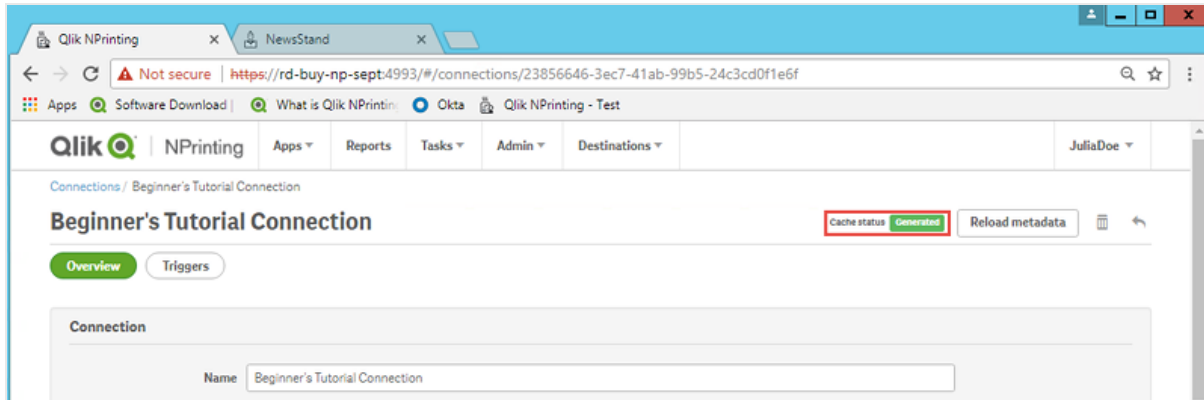 Qlik NPrinting NewsStand
Not secure | https://rd-buy-np-sept:4993/#/connections/23856646-3ec7-41ab-99b5-24c3cd0f1e6f
Apps Software Download | What is Qlik NPrinting Okta Qlik NPrinting - Test
Qlik NPrinting Apps Reports Tasks Admin Destinations JuliaDoe
Connections / Beginner's Tutorial Connection
Beginner's Tutorial Connection Cache status Generated Reload metadata
Overview Triggers
Connection
Name Beginner's Tutorial Connection